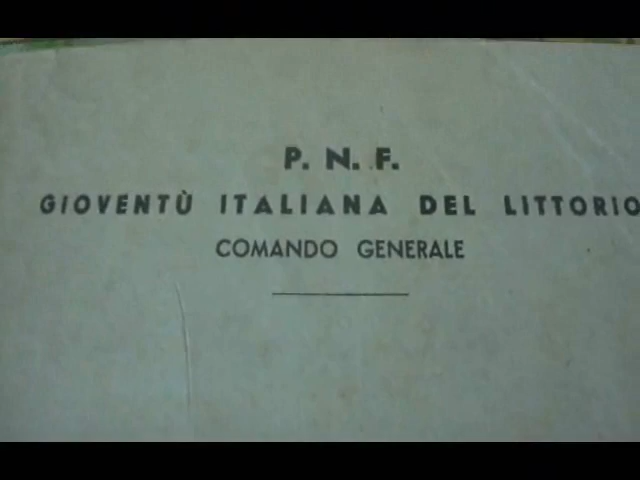 P. N. F.
GIOVENTÙ ITALIANA DEL LITTORIO
COMANDO GENERALE